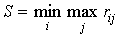 S = min max r_ij
i j